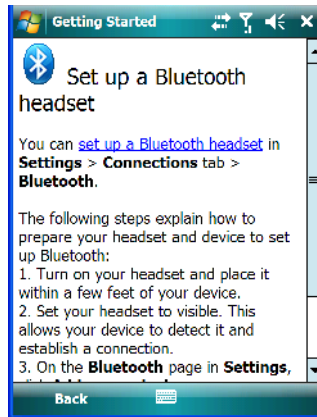 Getting Started
Set up a Bluetooth
headset
You can set up a Bluetooth headset in
Settings > Connections tab >
Bluetooth.
The following steps explain how to
prepare your headset and device to set
up Bluetooth:
1. Turn on your headset and place it
within a few feet of your device.
2. Set your headset to visible. This
allows your device to detect it and
establish a connection.
3. On the Bluetooth page in Settings,
Back